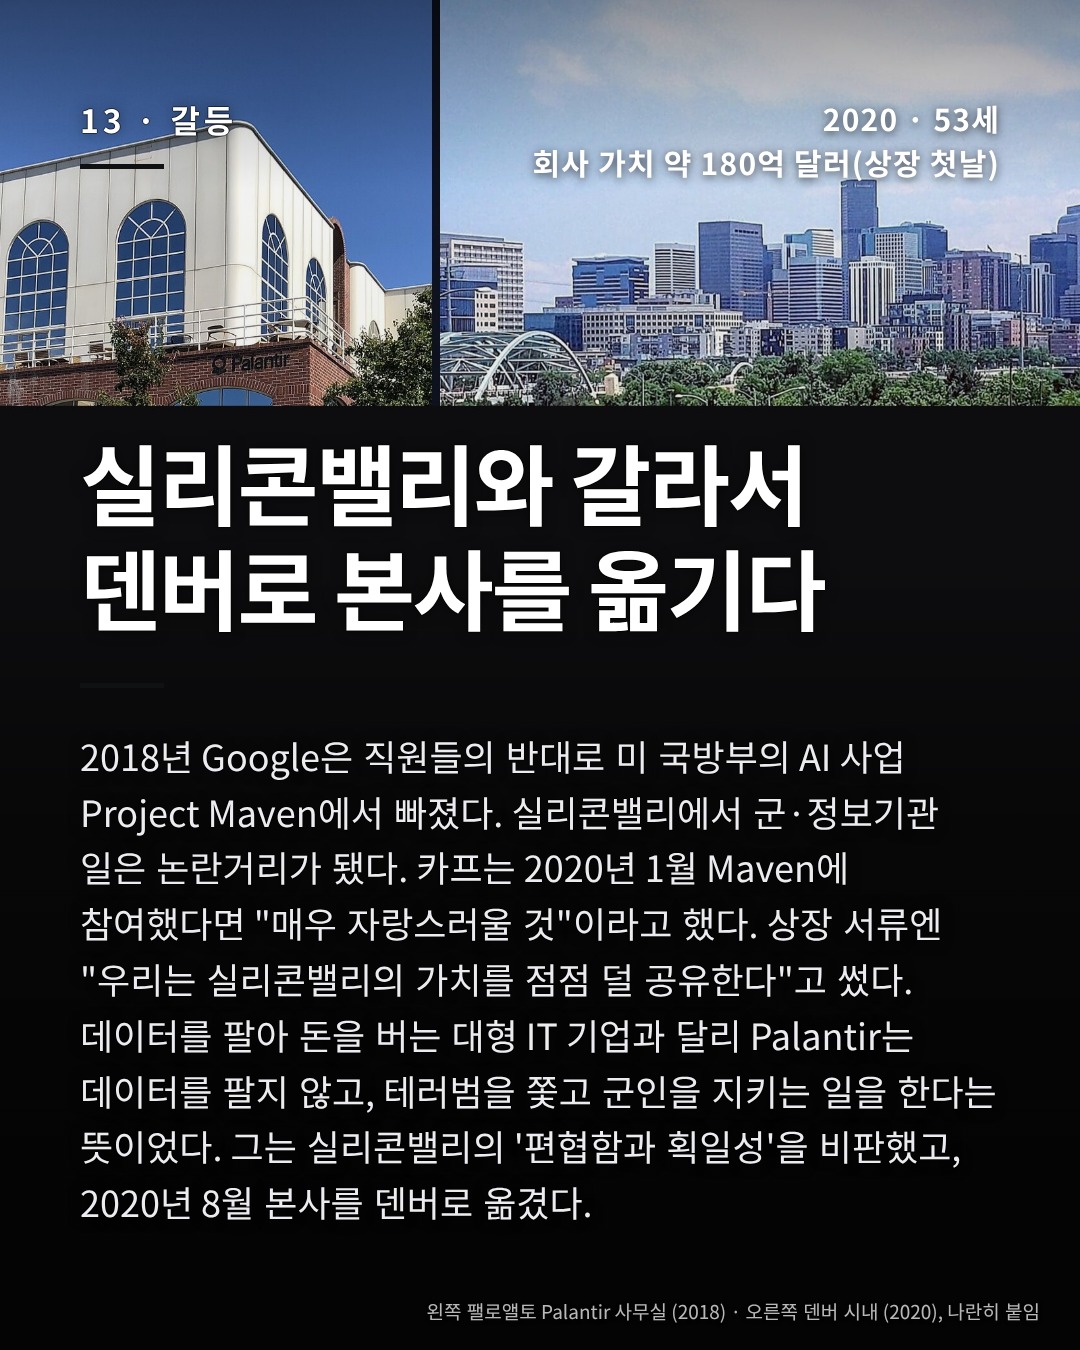 13 · 갈등
2020 · 53세
회사 가치 약 180억 달러(상장 첫날)
Palantir
실리콘밸리와 갈라서
덴버로 본사를 옮기다
2018년 Google은 직원들의 반대로 미 국방부의 AI 사업
Project Maven에서 빠졌다. 실리콘밸리에서 군·정보기관
일은 논란거리가 됐다. 카프는 2020년 1월 Maven에
참여했다면 "매우 자랑스러울 것"이라고 했다. 상장 서류엔
"우리는 실리콘밸리의 가치를 점점 덜 공유한다"고 썼다.
데이터를 팔아 돈을 버는 대형 IT 기업과 달리 Palantir는
데이터를 팔지 않고, 테러범을 쫓고 군인을 지키는 일을 한다는
뜻이었다. 그는 실리콘밸리의 '편협함과 획일성'을 비판했고,
2020년 8월 본사를 덴버로 옮겼다.
왼쪽 팰로앨토 Palantir 사무실 (2018) · 오른쪽 덴버 시내 (2020), 나란히 붙임